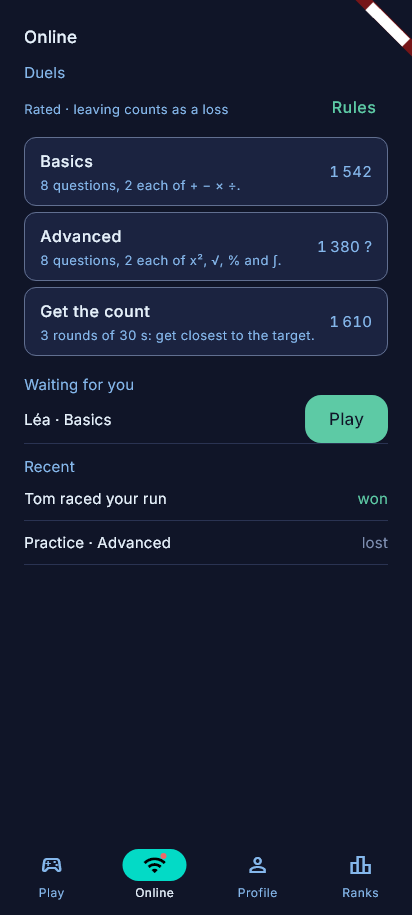 Online
Duels
Rated · leaving counts as a loss
Rules
Basics
8 questions, 2 each of + − × ÷.
1 542
Advanced
8 questions, 2 each of x², √, % and ∫.
1 380 ?
Get the count
3 rounds of 30 s: get closest to the target.
1 610
Waiting for you
Léa · Basics
Play
Recent
Tom raced your run
won
Practice · Advanced
lost
Play
Online
Profile
Ranks